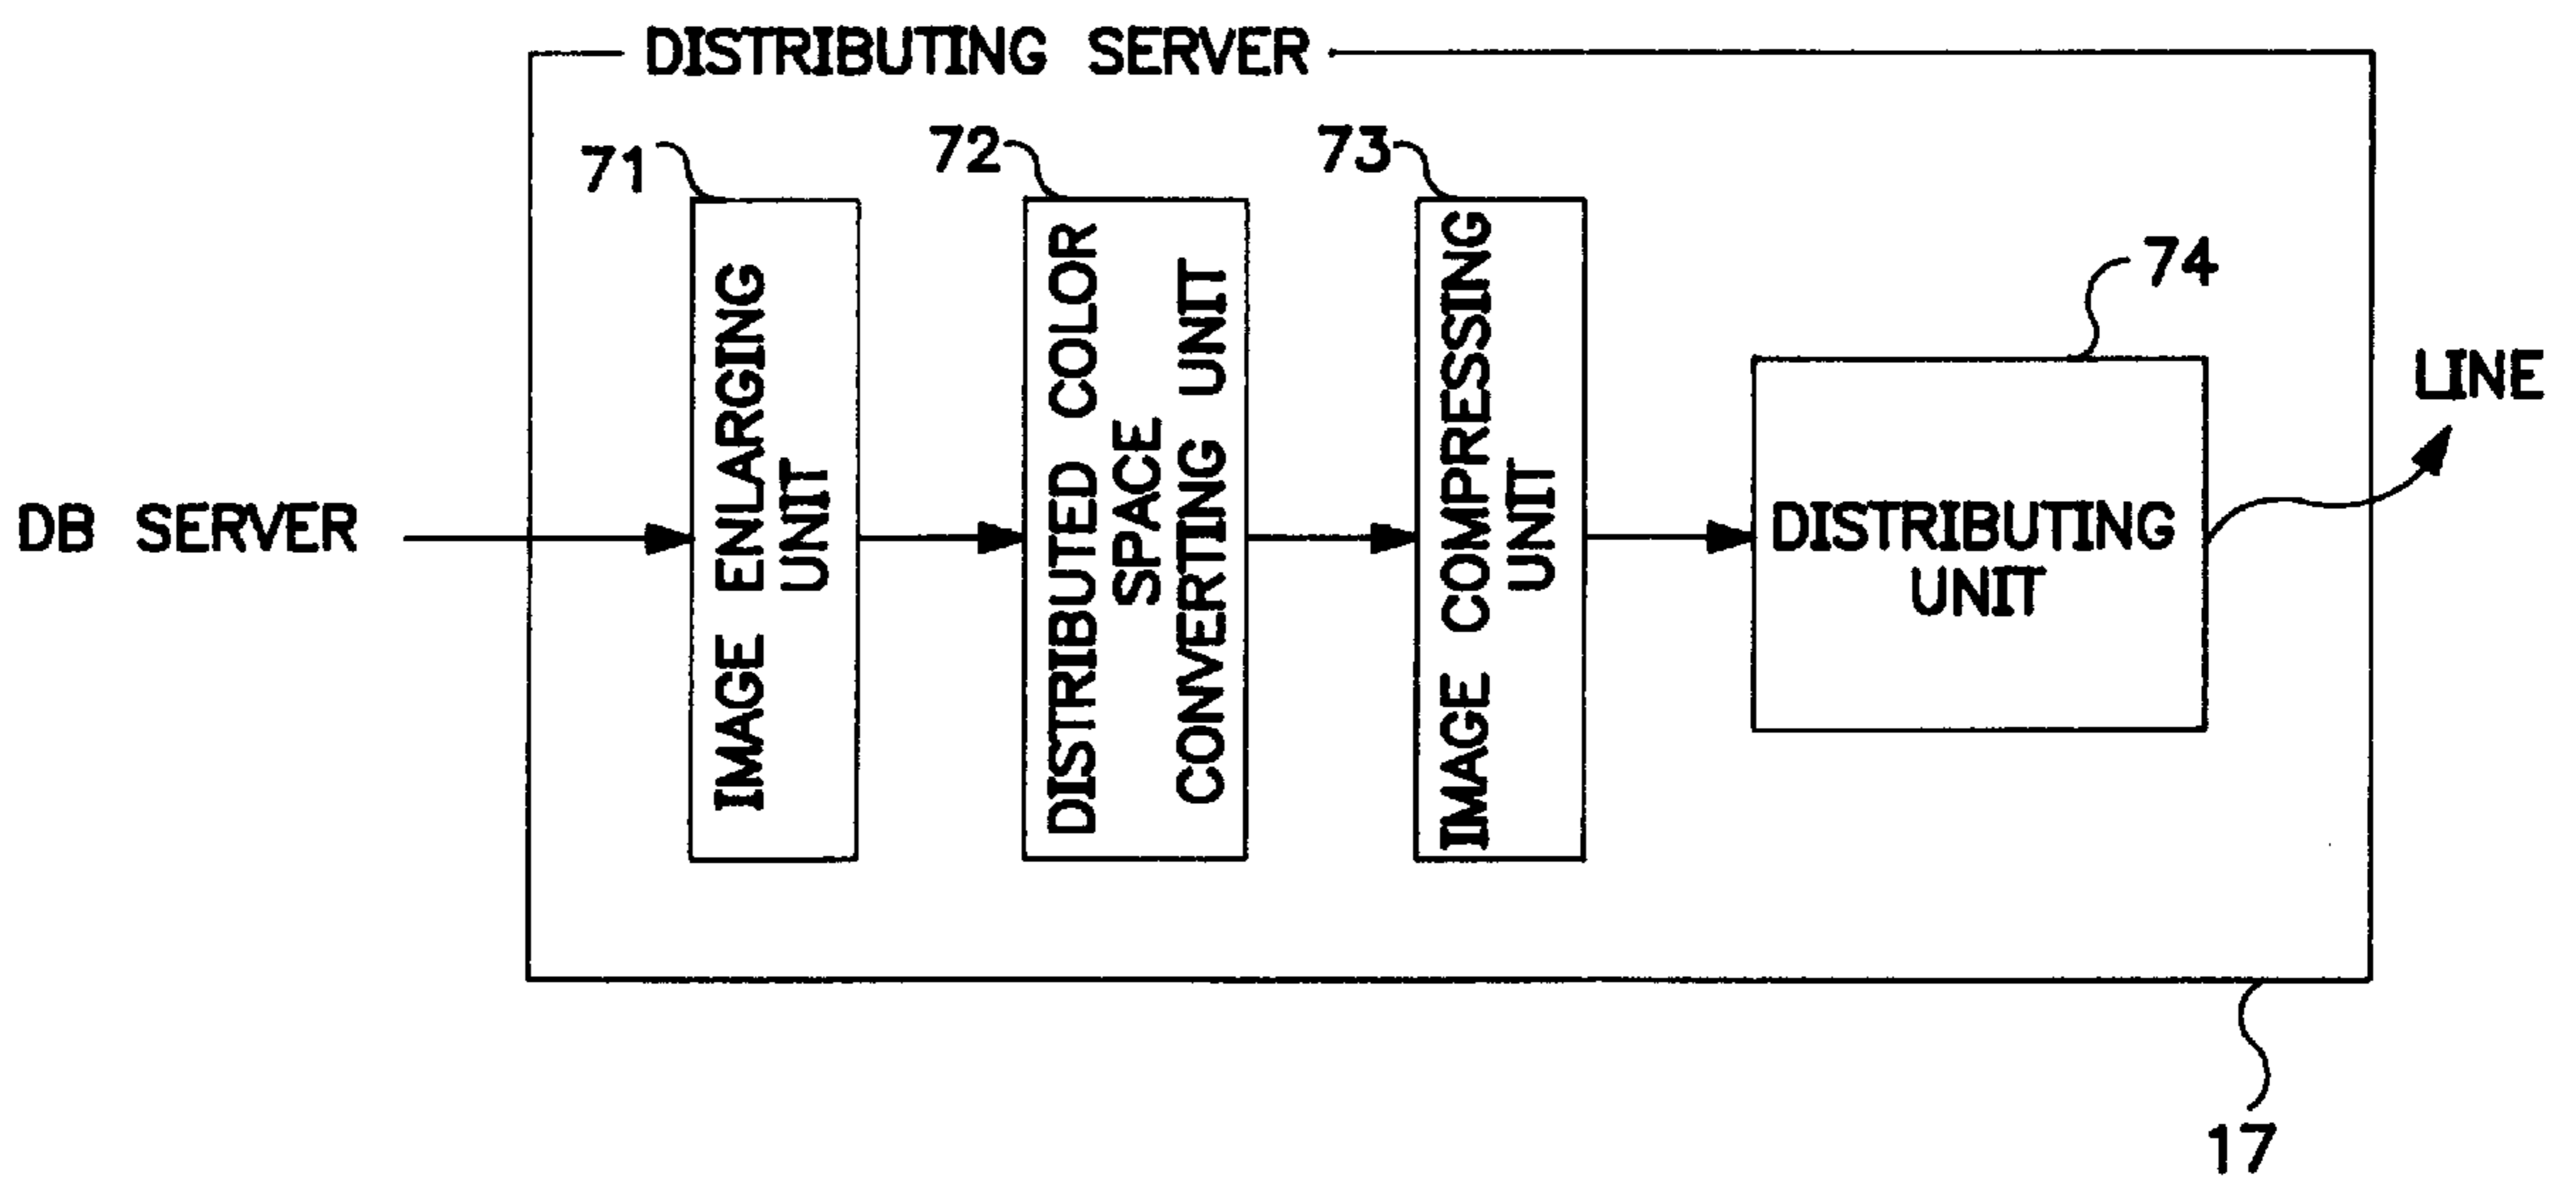 DISTRIBUTING SERVER
71
72
73
74
LINE
DB SERVER
IMAGE ENLARGING
UNIT
DISTRIBUTED COLOR
SPACE
CONVERTING UNIT
IMAGE COMPRESSING
UNIT
DISTRIBUTING
UNIT
17